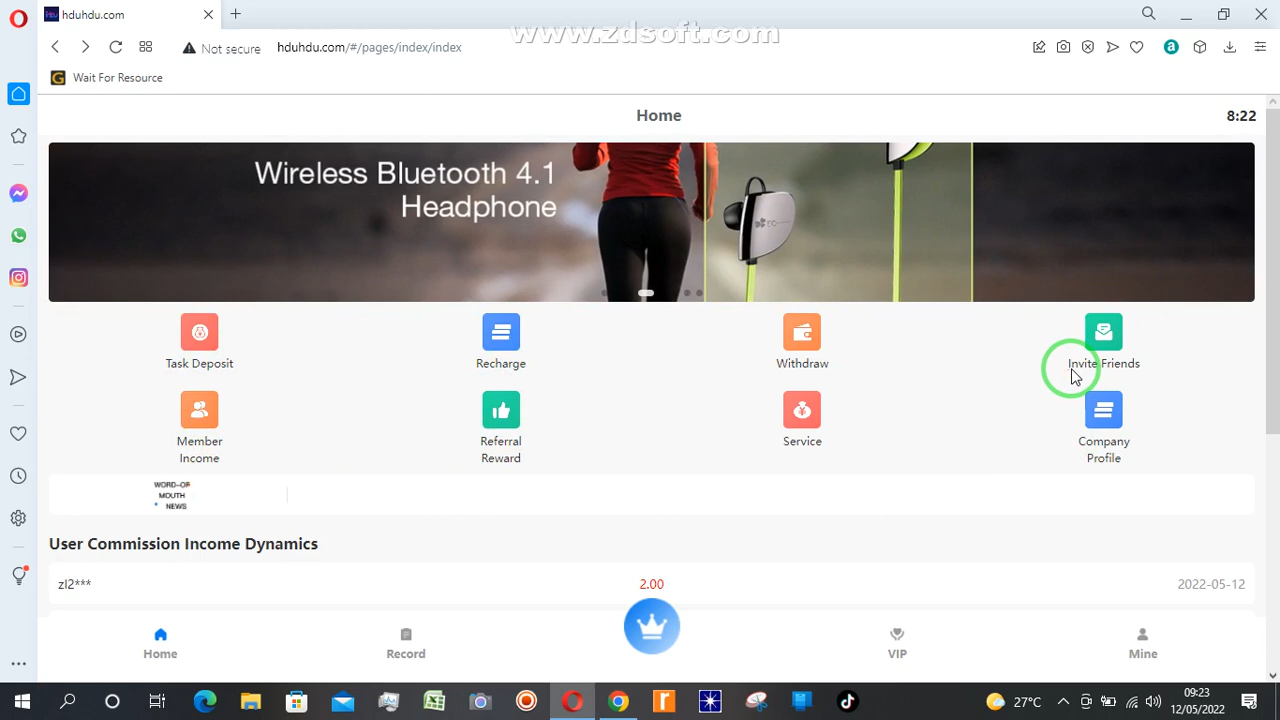 hduhdu.com
www.zdsoft.com
Not secure
hduhdu.com/#/pages/index/index
a
G
Wait For Resource
Home
8:22
Wireless Bluetooth 4.1
Headphone
Task Deposit
Recharge
Withdraw
Invite Friends
Member
Income
Referral
Reward
Service
Company
Profile
WORD-OF
MOUTH
NEWS
User Commission Income Dynamics
zl2***
2.00
2022-05-12
Home
Record
VIP
Mine
27°C
09:23
12/05/2022